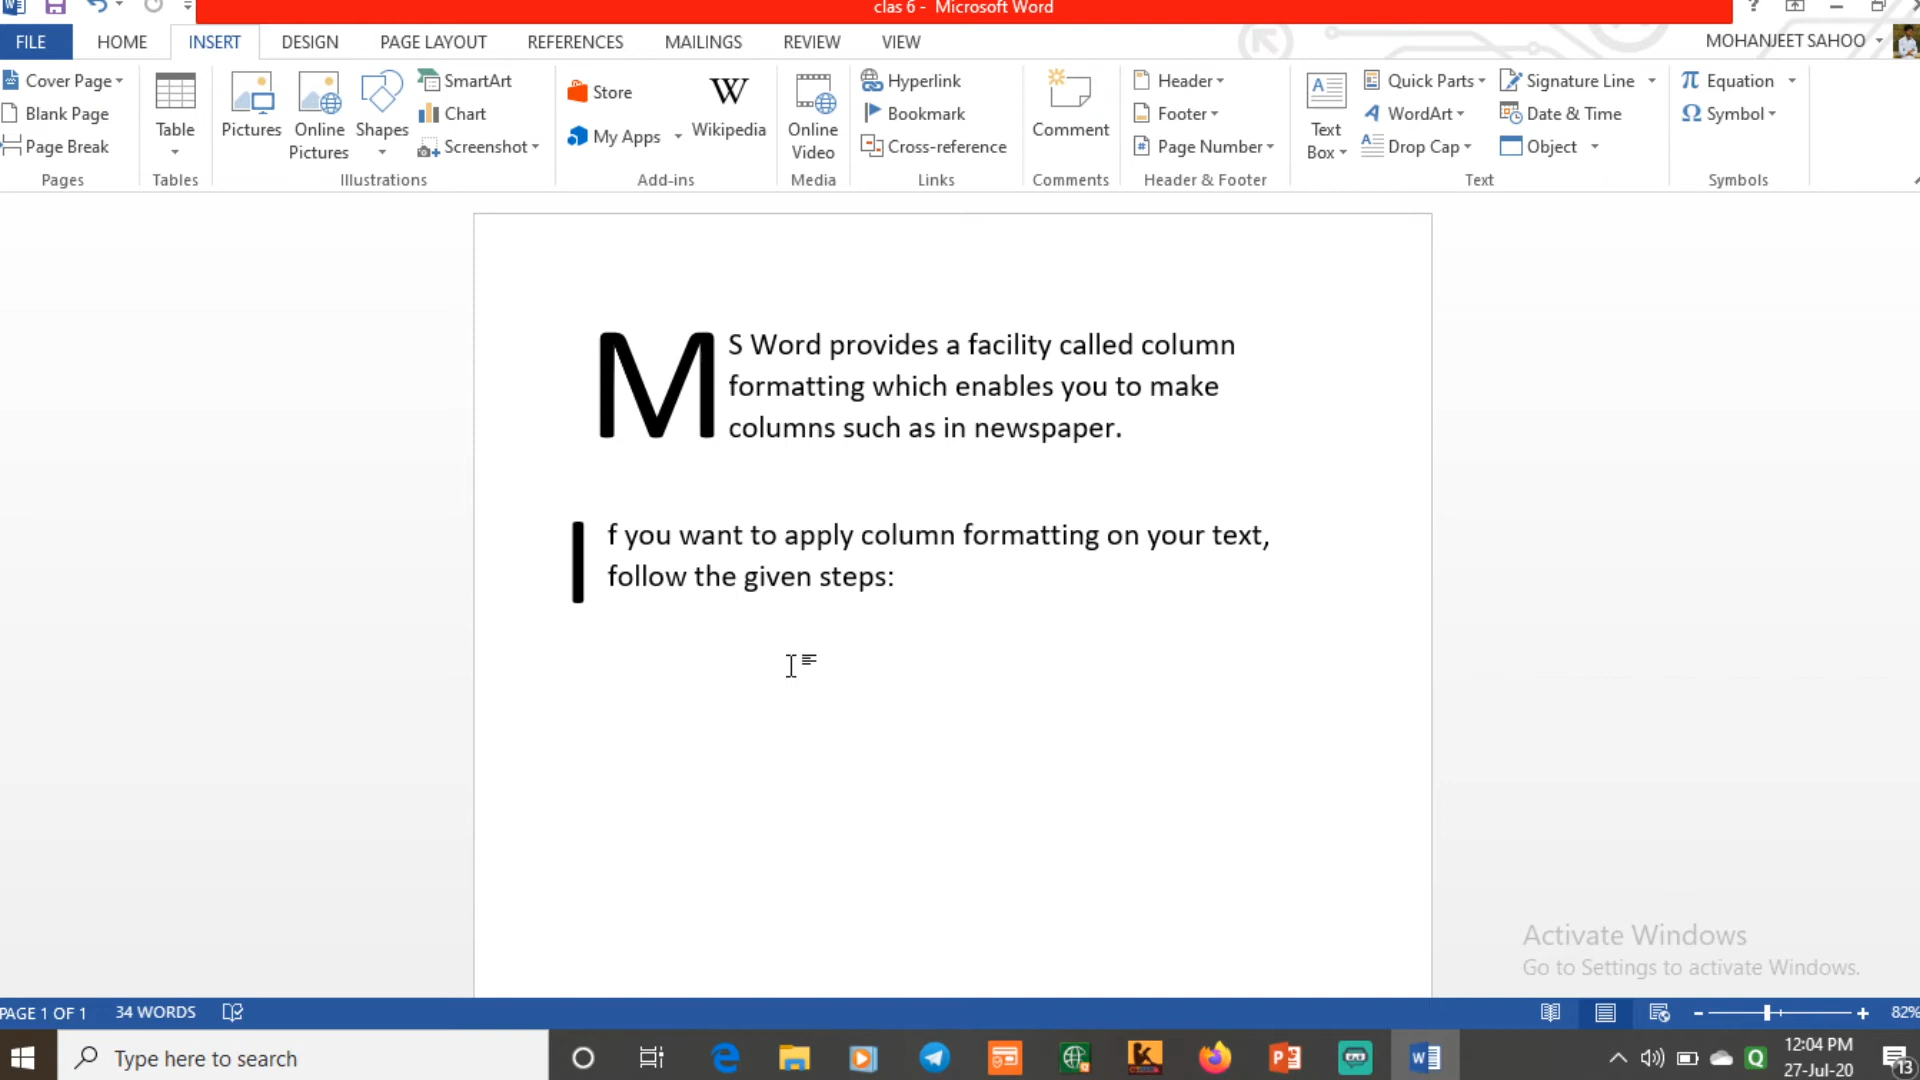 clas 6 - Microsoft Word
FILE HOME INSERT DESIGN PAGE LAYOUT REFERENCES MAILINGS REVIEW VIEW MOHANJEET SAHOO
Cover Page
Blank Page
Page Break
Pages
Table
Tables
Pictures
Online Pictures
Shapes
SmartArt
Chart
Screenshot
Illustrations
Store
My Apps
W
Wikipedia
Add-ins
Online Video
Media
Hyperlink
Bookmark
Cross-reference
Links
Comment
Comments
Header
Footer
Page Number
Header & Footer
Text Box
Quick Parts
WordArt
Drop Cap
Signature Line
Date & Time
Object
Text
π Equation
Ω Symbol
Symbols
MS Word provides a facility called column
formatting which enables you to make
columns such as in newspaper.
If you want to apply column formatting on your text,
follow the given steps:
Activate Windows
Go to Settings to activate Windows.
PAGE 1 OF 1 34 WORDS 82%
Type here to search
12:04 PM
27-Jul-20
13